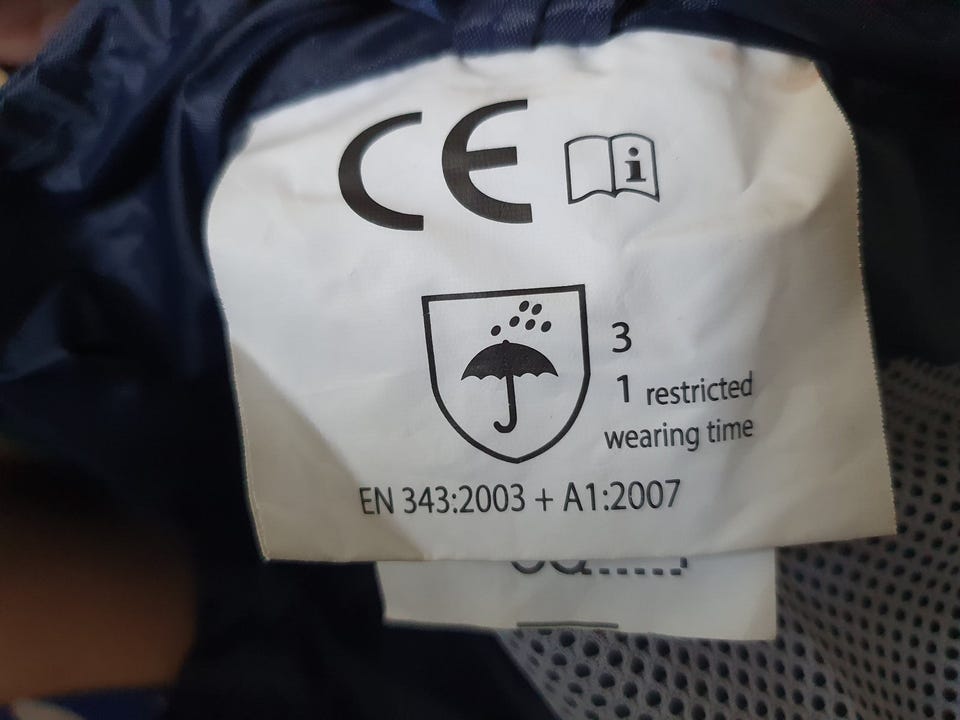 CE i
3
1 restricted
wearing time
EN 343:2003 + A1:2007